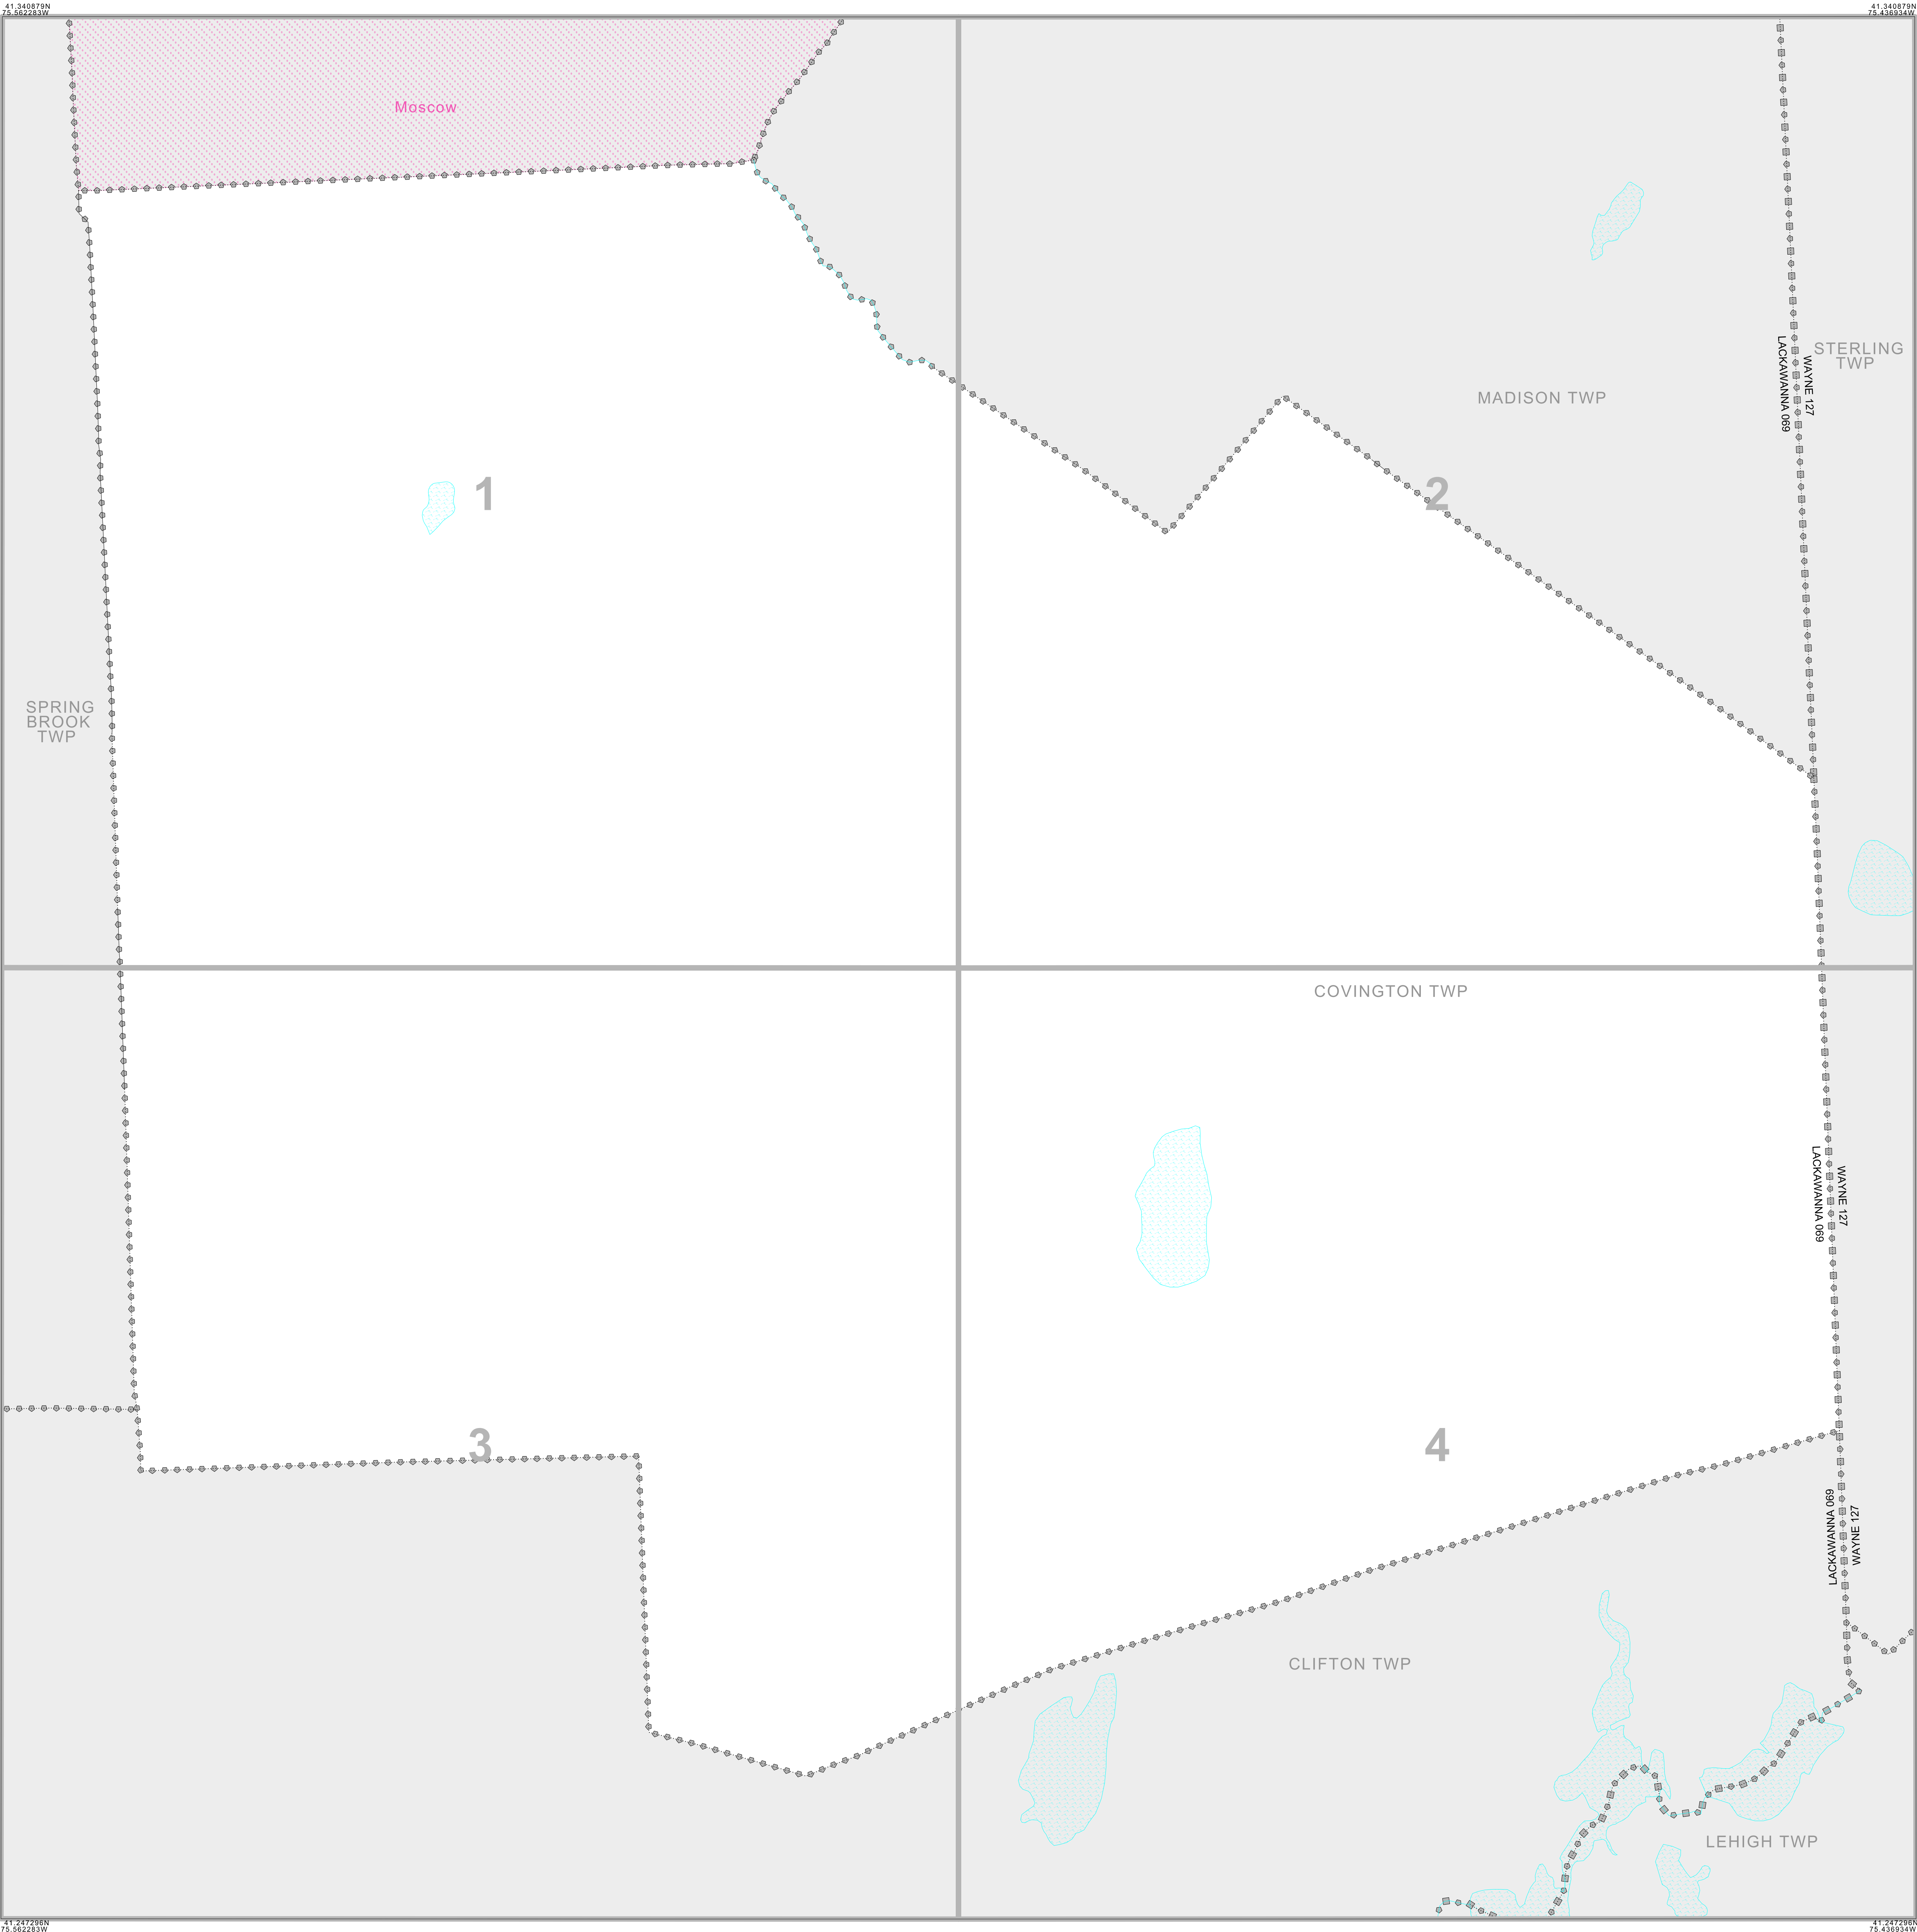 41.340879N
75.562283W
41.340879N
75.436934W
Moscow
LACKAWANNA 069
WAYNE 127
STERLING
TWP
MADISON TWP
1
2
SPRING
BROOK
TWP
COVINGTON TWP
LACKAWANNA 069
WAYNE 127
3
4
LACKAWANNA 069
WAYNE 127
CLIFTON TWP
LEHIGH TWP
41.247296N
75.562283W
41.247296N
75.436934W